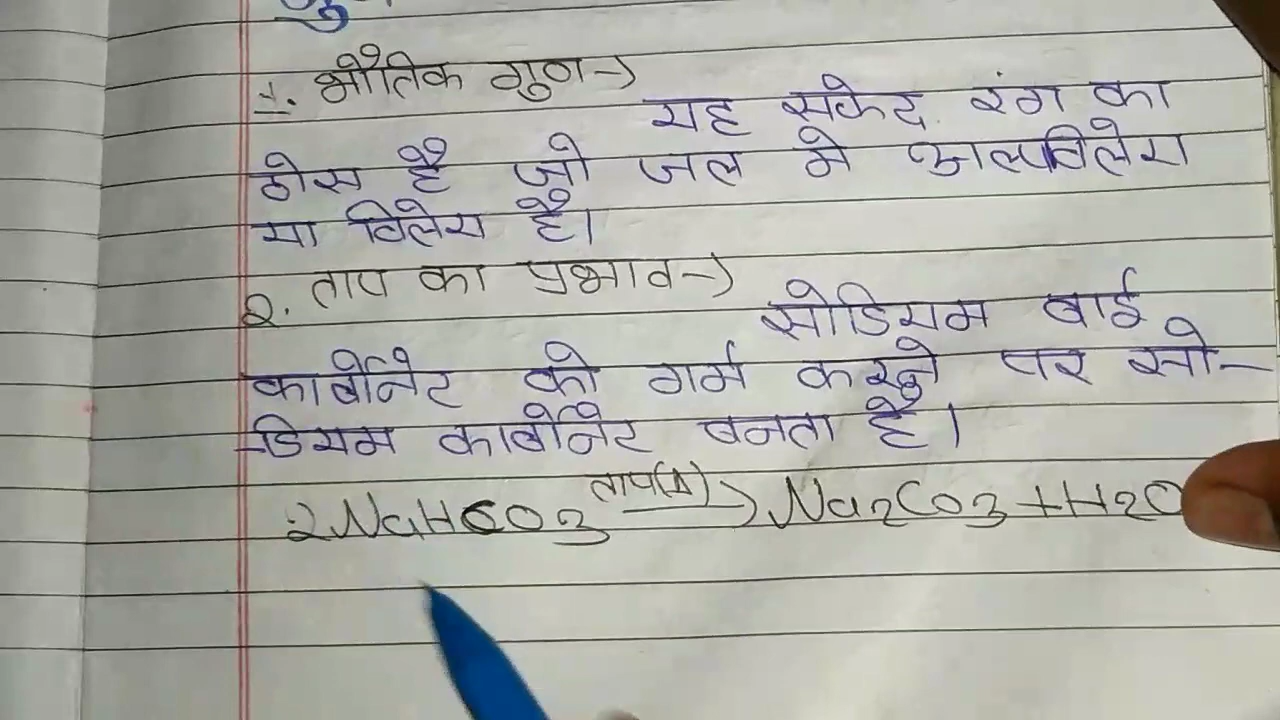 1. भौतिक गुण→
यह सफेद रंग का
ठोस है जो जल मे अल्पविलेय
या विलेय है।
2. ताप का प्रभाव→
सोडियम बाई
कार्बोनेट को गर्म करने पर सो-
-डियम कार्बोनेट बनता है।
2NaHCO3 ताप(Δ)→ Na2CO3+H2O